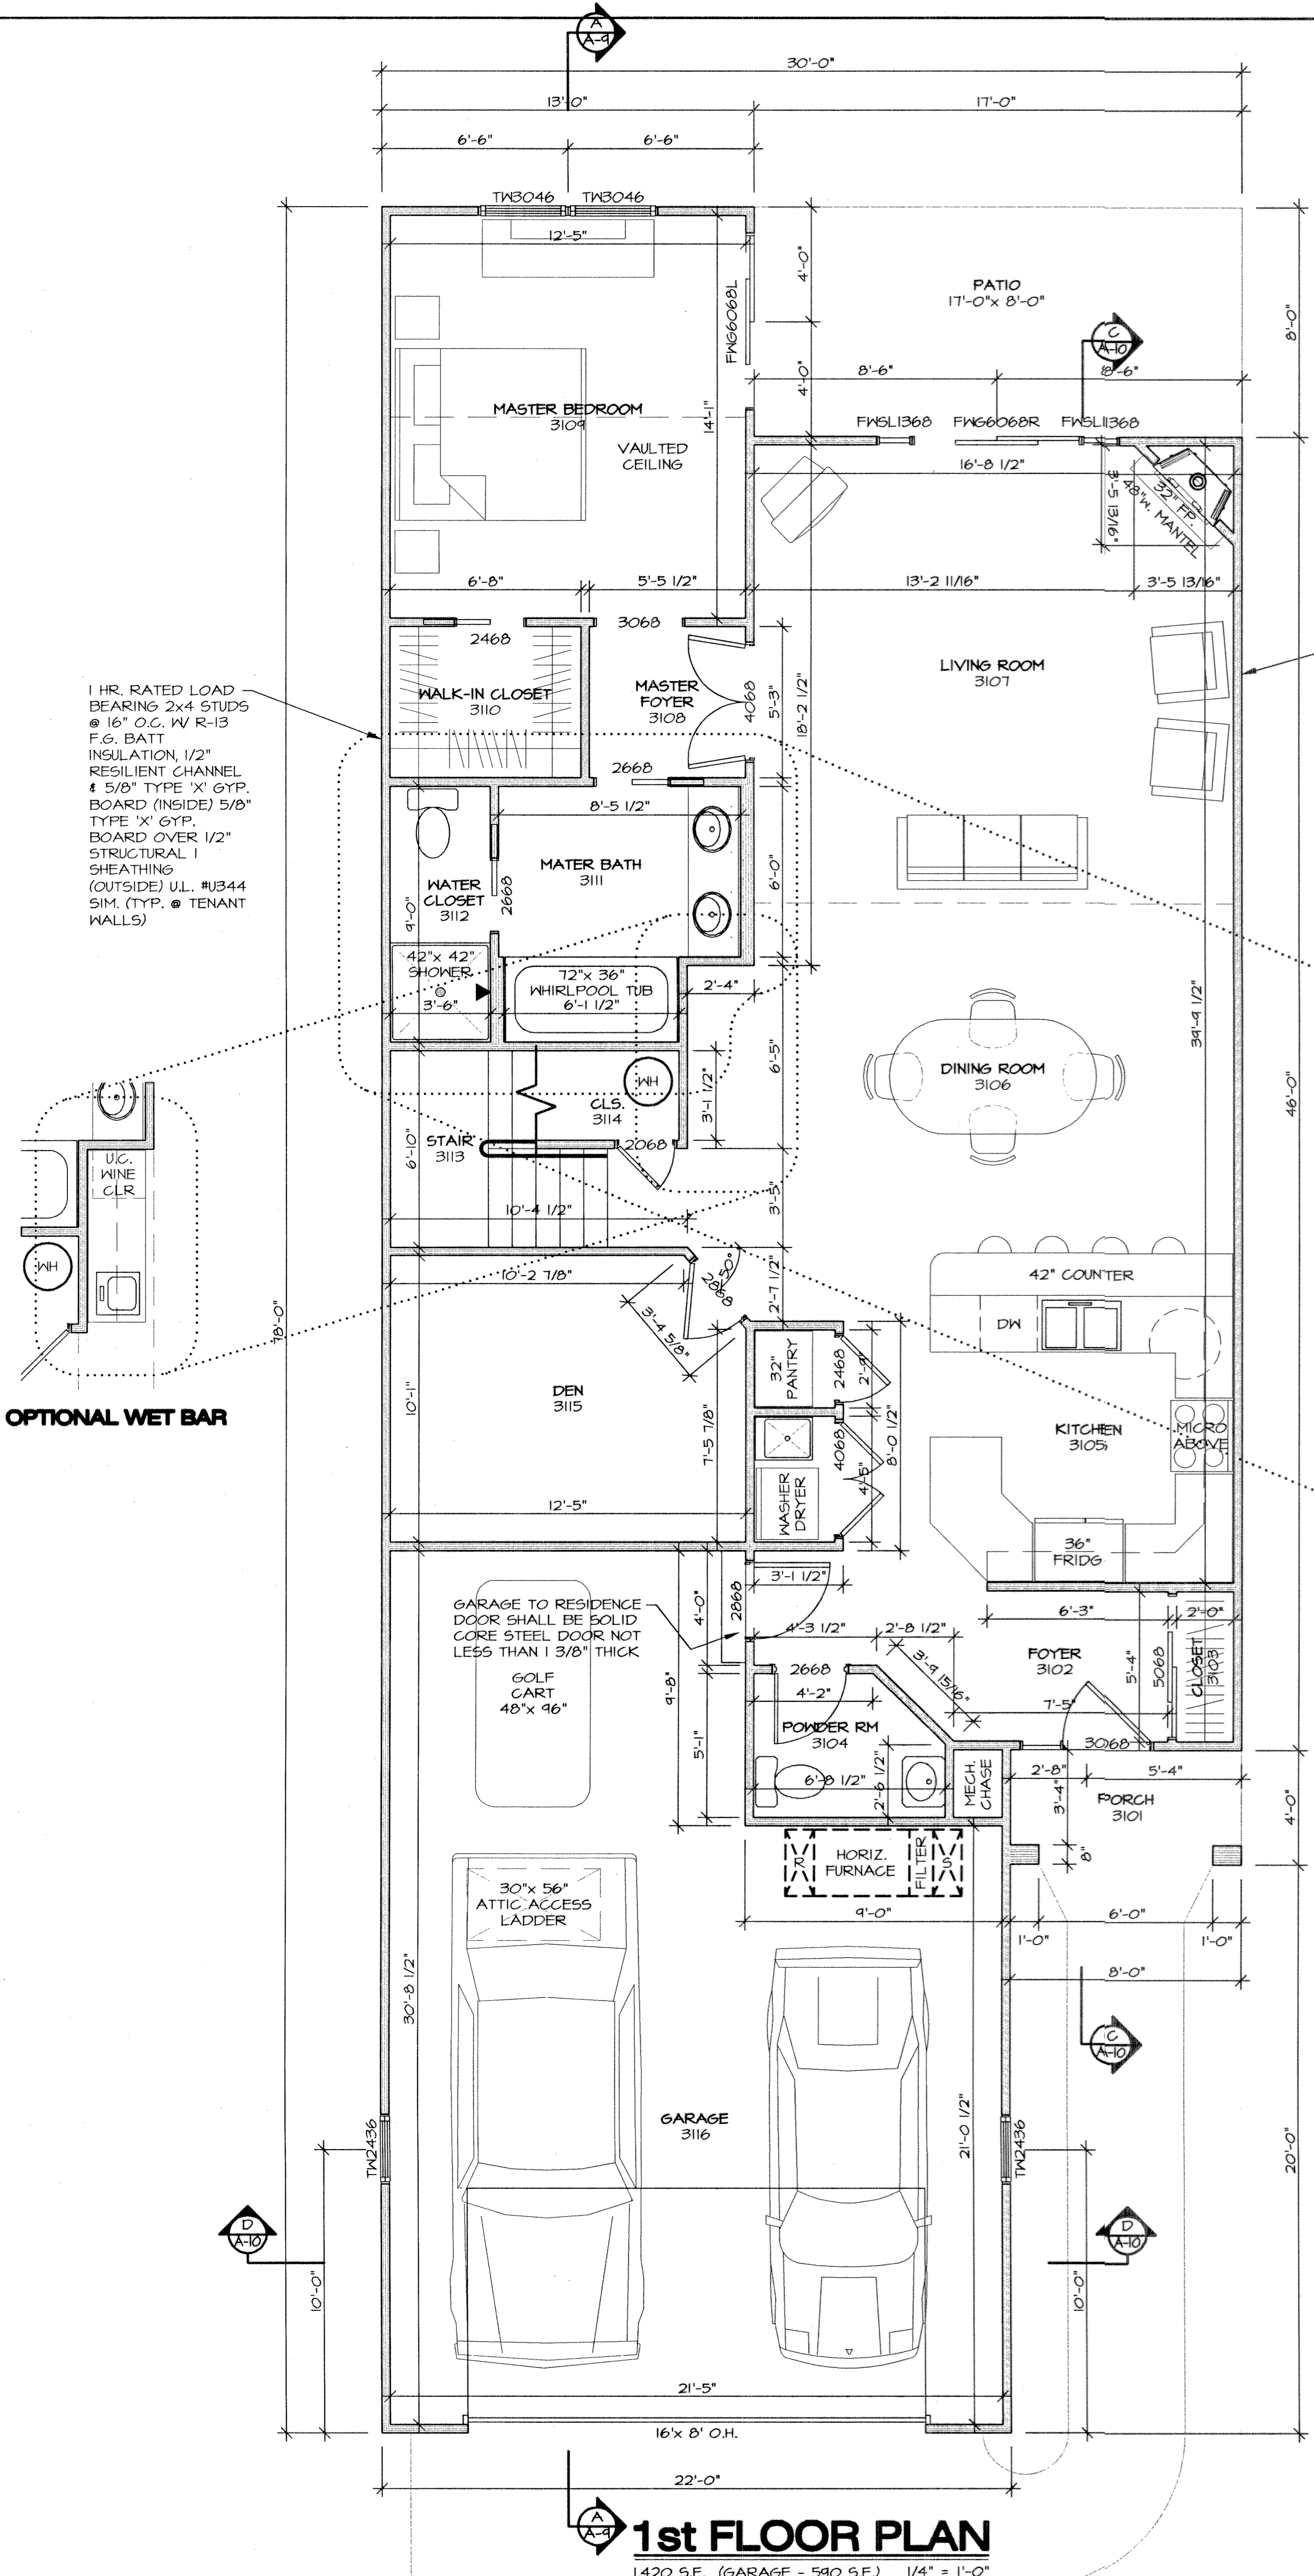 A
A-9
30'-0"
13'-0"
17'-0"
6'-6"
6'-6"
TW3046
TW3046
12'-5"
4'-0"
PATIO
17'-0"x 8'-0"
8'-0"
FWG6068L
C
A-10
4'-0"
8'-6"
8'-6"
MASTER BEDROOM
3109
14'-1"
VAULTED
CEILING
FWSL1368
FWG6068R
FWSL1368
16'-8 1/2"
3'-5 13/16"
32" FP.
48"W. MANTEL
6'-8"
5'-5 1/2"
13'-2 11/16"
3'-5 13/16"
2468
3068
LIVING ROOM
3107
1 HR. RATED LOAD
BEARING 2x4 STUDS
@ 16" O.C. W/ R-13
F.G. BATT
INSULATION, 1/2"
RESILIENT CHANNEL
& 5/8" TYPE 'X' GYP.
BOARD (INSIDE) 5/8"
TYPE 'X' GYP.
BOARD OVER 1/2"
STRUCTURAL 1
SHEATHING
(OUTSIDE) U.L. #U344
SIM. (TYP. @ TENANT
WALLS)
WALK-IN CLOSET
3110
MASTER
FOYER
3108
4068
5'-3"
18'-2 1/2"
2668
8'-5 1/2"
MATER BATH
3111
WATER
CLOSET
3112
2668
9'-0"
6'-0"
42"x 42"
SHOWER
3'-6"
72"x 36"
WHIRLPOOL TUB
6'-1 1/2"
2'-4"
39'-9 1/2"
46'-0"
DINING ROOM
3106
WH
CLS.
3114
3'-1 1/2"
6'-5"
STAIR
3113
6'-10"
2068
3'-5"
10'-4 1/2"
U.C.
WINE
CLR
WH
OPTIONAL WET BAR
78'-0"
10'-2 7/8"
2868
50°
2'-7 1/2"
3'-4 5/8"
42" COUNTER
DW
32"
PANTRY
2468
2'-9"
DEN
3115
10'-1"
7'-5 7/8"
4068
4'-5"
8'-0 1/2"
KITCHEN
3105
MICRO
ABOVE
12'-5"
WASHER
DRYER
36"
FRIDG
GARAGE TO RESIDENCE
DOOR SHALL BE SOLID
CORE STEEL DOOR NOT
LESS THAN 1 3/8" THICK
4'-0"
2868
3'-1 1/2"
6'-3"
2'-0"
4'-3 1/2"
2'-8 1/2"
FOYER
3102
5'-4"
5068
CLOSET
3103
GOLF
CART
48"x 96"
9'-8"
2668
3'-9 15/16"
4'-2"
7'-5"
5'-1"
POWDER RM
3104
3068
6'-8 1/2"
2'-6 1/2"
MECH.
CHASE
2'-8"
5'-4"
3'-4"
PORCH
3101
4'-0"
R
HORIZ.
FURNACE
FILTER
S
8"
30"x 56"
ATTIC ACCESS
LADDER
9'-0"
1'-0"
6'-0"
1'-0"
8'-0"
30'-8 1/2"
C
A-10
GARAGE
3116
21'-0 1/2"
TW2436
TW2436
20'-0"
D
A-10
D
A-10
10'-0"
10'-0"
21'-5"
16'x 8' O.H.
22'-0"
A
A-9
1st FLOOR PLAN
1,420 S.F. (GARAGE - 590 S.F.) 1/4" = 1'-0"